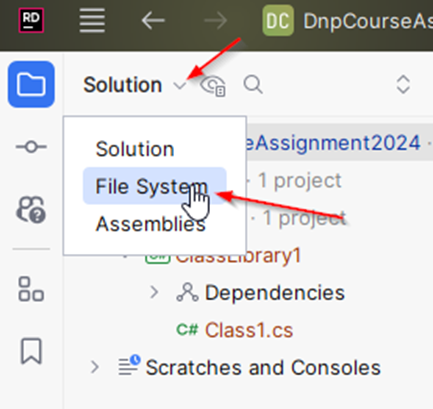 RD DC DnpCourseAs
Solution
Solution eAssignment2024 ·
File System · 1 project
Assemblies · 1 project
C# ClassLibrary1
Dependencies
C# Class1.cs
Scratches and Consoles